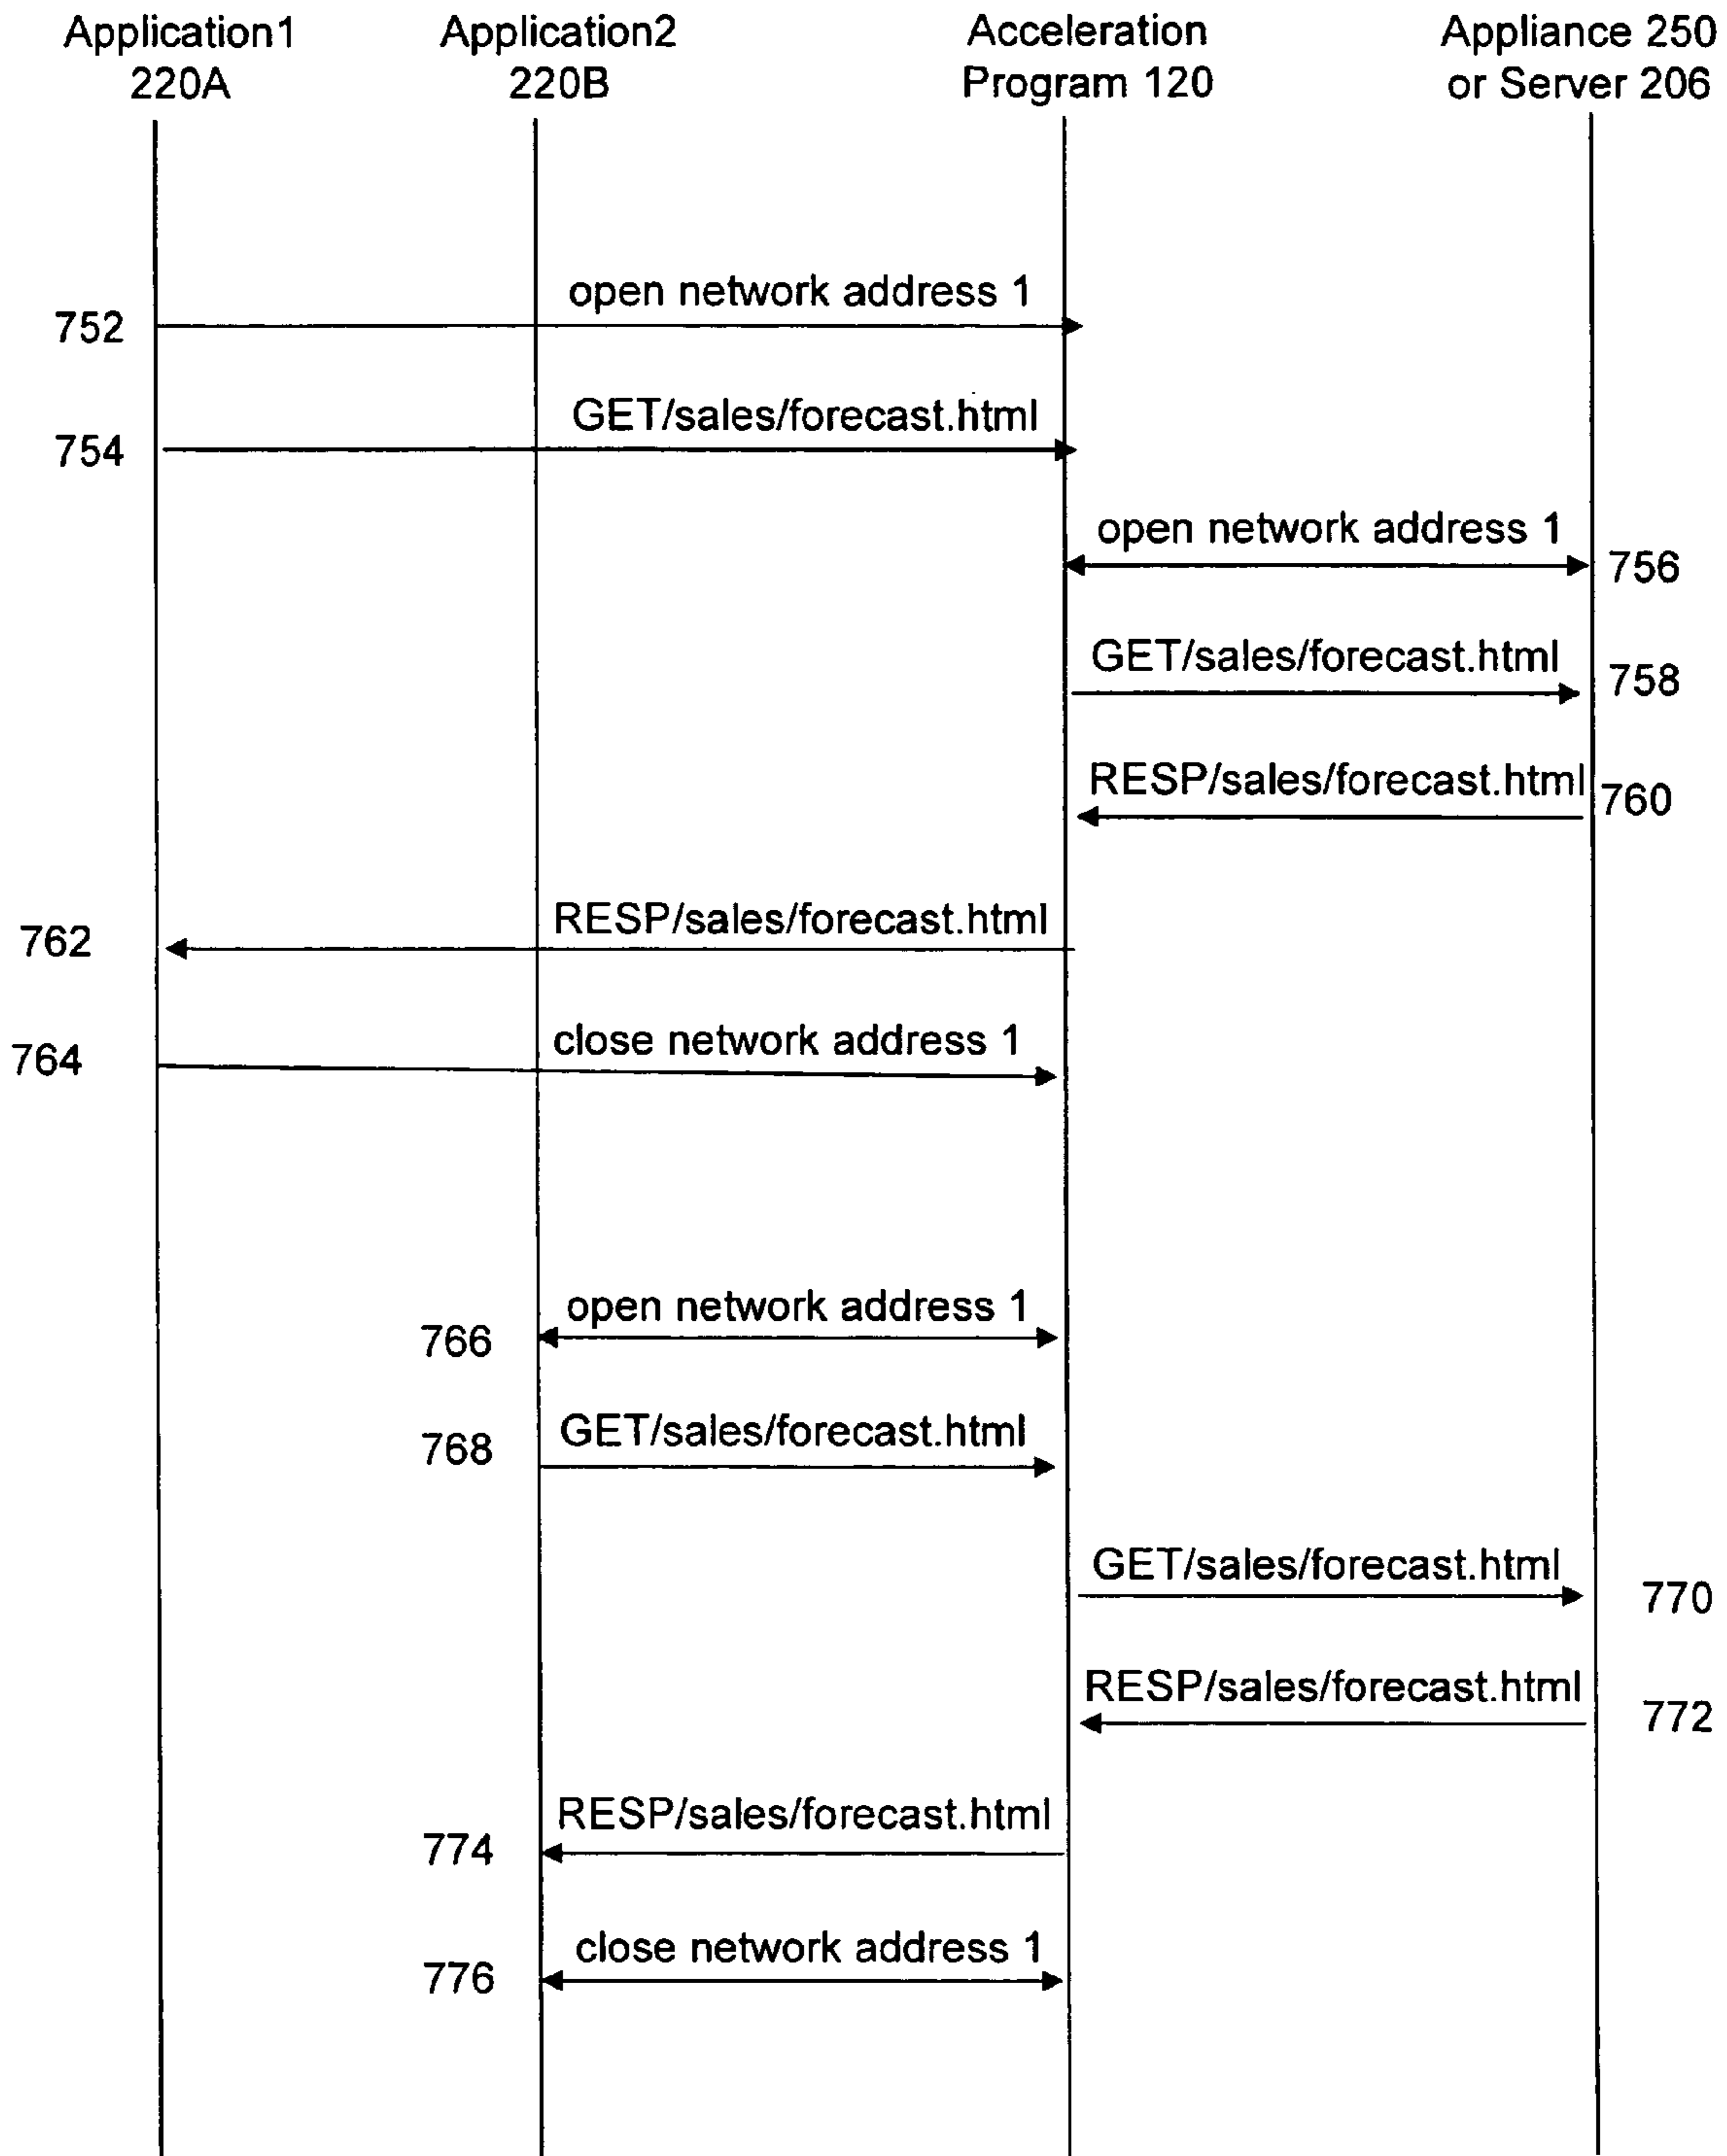 Application1
220A
Application2
220B
Acceleration
Program 120
Appliance 250
or Server 206
open network address 1
752
GET/sales/forecast.html
754
open network address 1
756
GET/sales/forecast.html
758
RESP/sales/forecast.html
760
RESP/sales/forecast.html
762
close network address 1
764
open network address 1
766
GET/sales/forecast.html
768
GET/sales/forecast.html
770
RESP/sales/forecast.html
772
RESP/sales/forecast.html
774
close network address 1
776